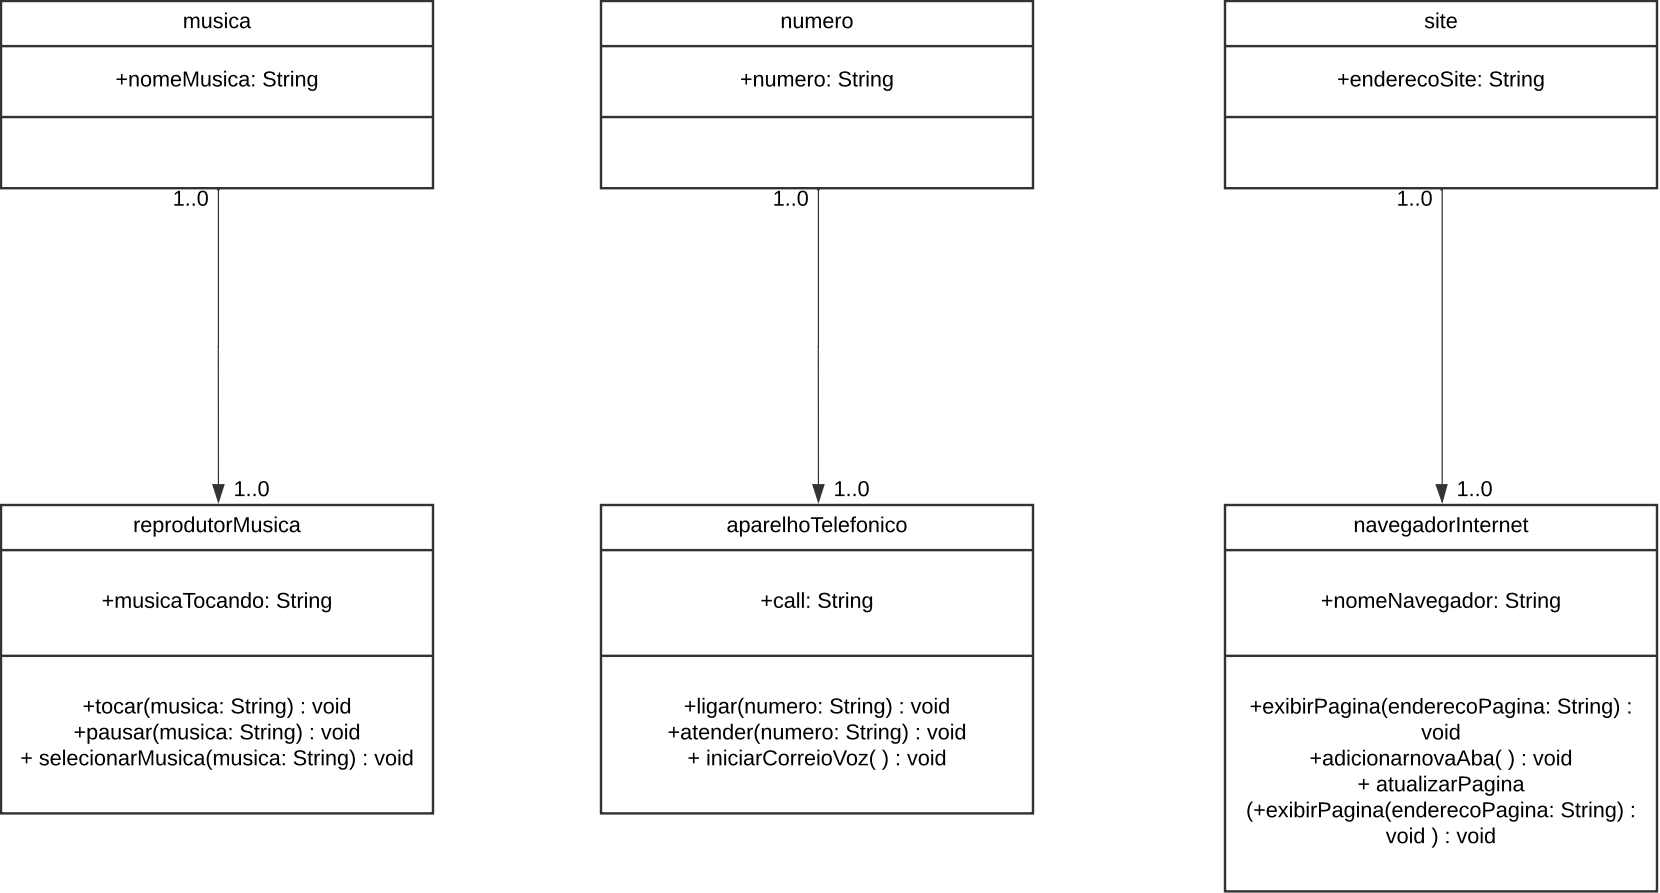 musica
+nomeMusica: String
1..0
1..0
reprodutorMusica
+musicaTocando: String
+tocar(musica: String) : void
+pausar(musica: String) : void
+ selecionarMusica(musica: String) : void
numero
+numero: String
1..0
1..0
aparelhoTelefonico
+call: String
+ligar(numero: String) : void
+atender(numero: String) : void
+ iniciarCorreioVoz( ) : void
site
+enderecoSite: String
1..0
1..0
navegadorInternet
+nomeNavegador: String
+exibirPagina(enderecoPagina: String) :
void
+adicionarnovaAba( ) : void
+ atualizarPagina
(+exibirPagina(enderecoPagina: String) :
void ) : void